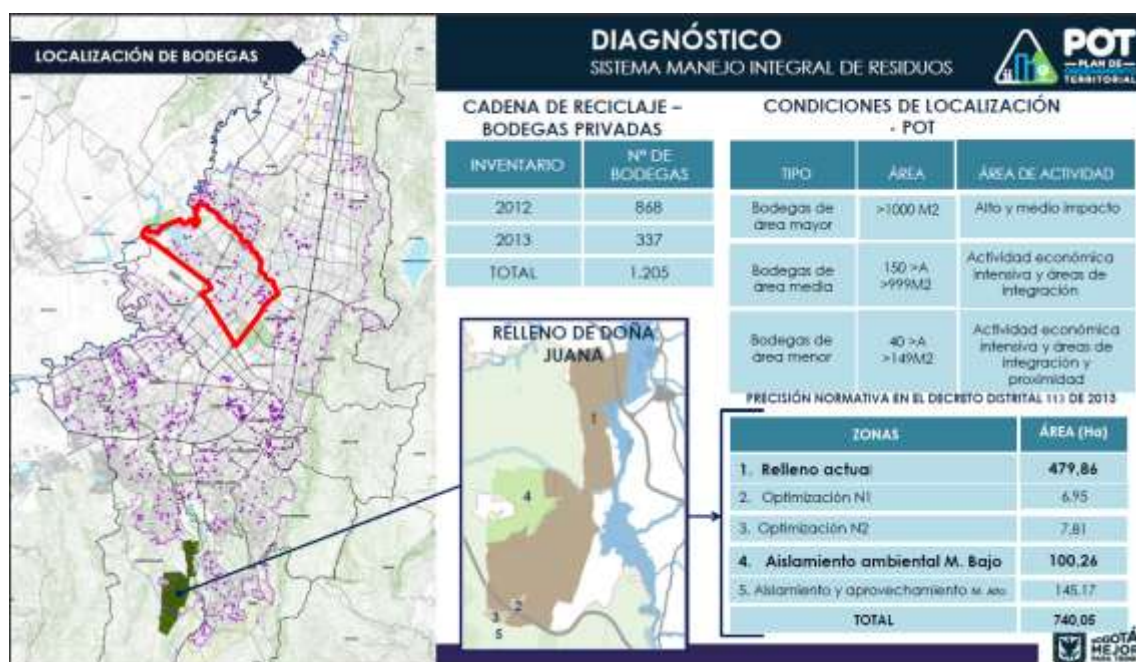 LOCALIZACIÓN DE BODEGAS
DIAGNÓSTICO
SISTEMA MANEJO INTEGRAL DE RESIDUOS
POT
PLAN DE
ORDENAMIENTO
TERRITORIAL
CADENA DE RECICLAJE –
BODEGAS PRIVADAS
INVENTARIO
N° DE
BODEGAS
2012
868
2013
337
TOTAL
1.205
CONDICIONES DE LOCALIZACIÓN
- POT
TIPO
ÁREA
ÁREA DE ACTIVIDAD
Bodegas de
área mayor
>1000 M2
Alto y medio impacto
Bodegas de
área media
150 >A
>999M2
Actividad económica
intensiva y áreas de
integración
Bodegas de
área menor
40 >A
>149M2
Actividad económica
intensiva y áreas de
integración y
proximidad
RELLENO DE DOÑA
JUANA
1
4
2
3
5
PRECISIÓN NORMATIVA EN EL DECRETO DISTRITAL 113 DE 2013
ZONAS
ÁREA (Ha)
1. Relleno actual
479,86
2. Optimización N1
6,95
3. Optimización N2
7,81
4. Aislamiento ambiental M. Bajo
100,26
5. Aislamiento y aprovechamiento M. Alto
145,17
TOTAL
740,05
BOGOTÁ
MEJOR
PARA TODOS